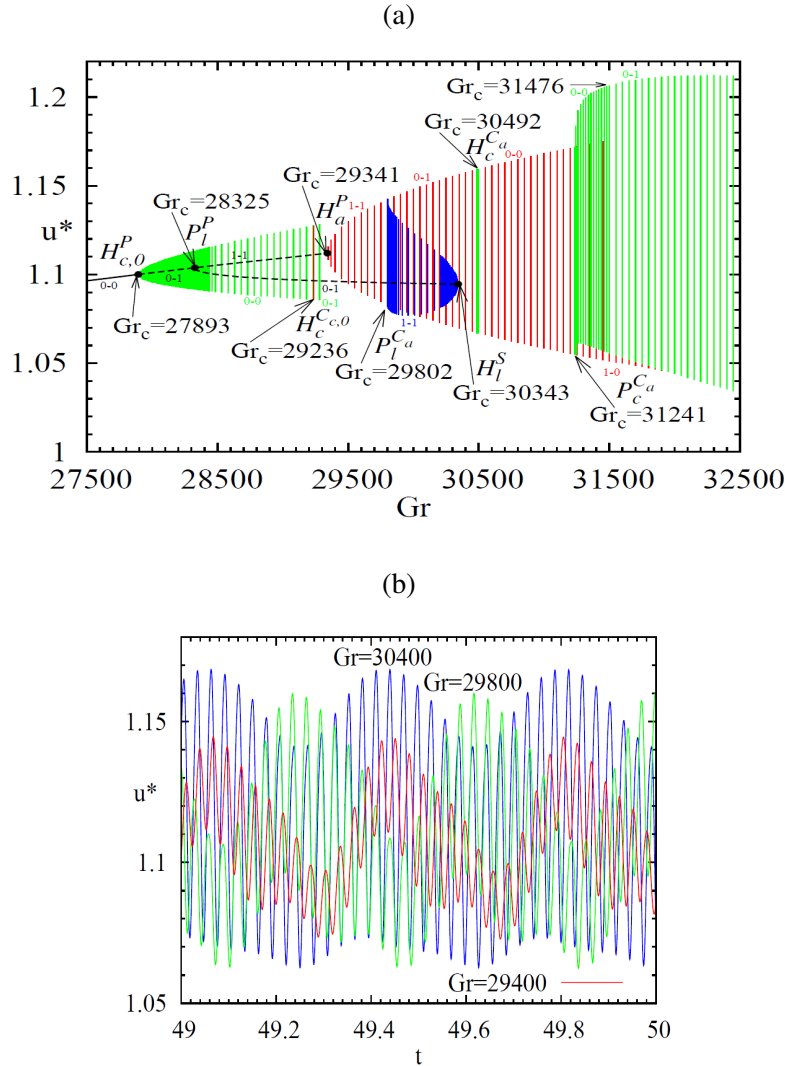 (a)
1.2
1.15
1.1
1.05
1
u*
27500
28500
29500
30500
31500
32500
Gr
Gr_c=31476
0-1
0-0
Gr_c=30492
H_c^{C_a}
0-0
0-1
Gr_c=29341
H_a^P
1-1
Gr_c=28325
P_l^P
H_{c,0}^P
1-1
0-1
0-0
0-1
0-0
0-1
Gr_c=27893
H_c^{C_{c,0}}
Gr_c=29236
1-1
P_l^{C_a}
Gr_c=29802
H_l^S
Gr_c=30343
1-0
P_c^{C_a}
Gr_c=31241
(b)
Gr=30400
Gr=29800
1.15
u*
1.1
Gr=29400
1.05
49
49.2
49.4
49.6
49.8
50
t